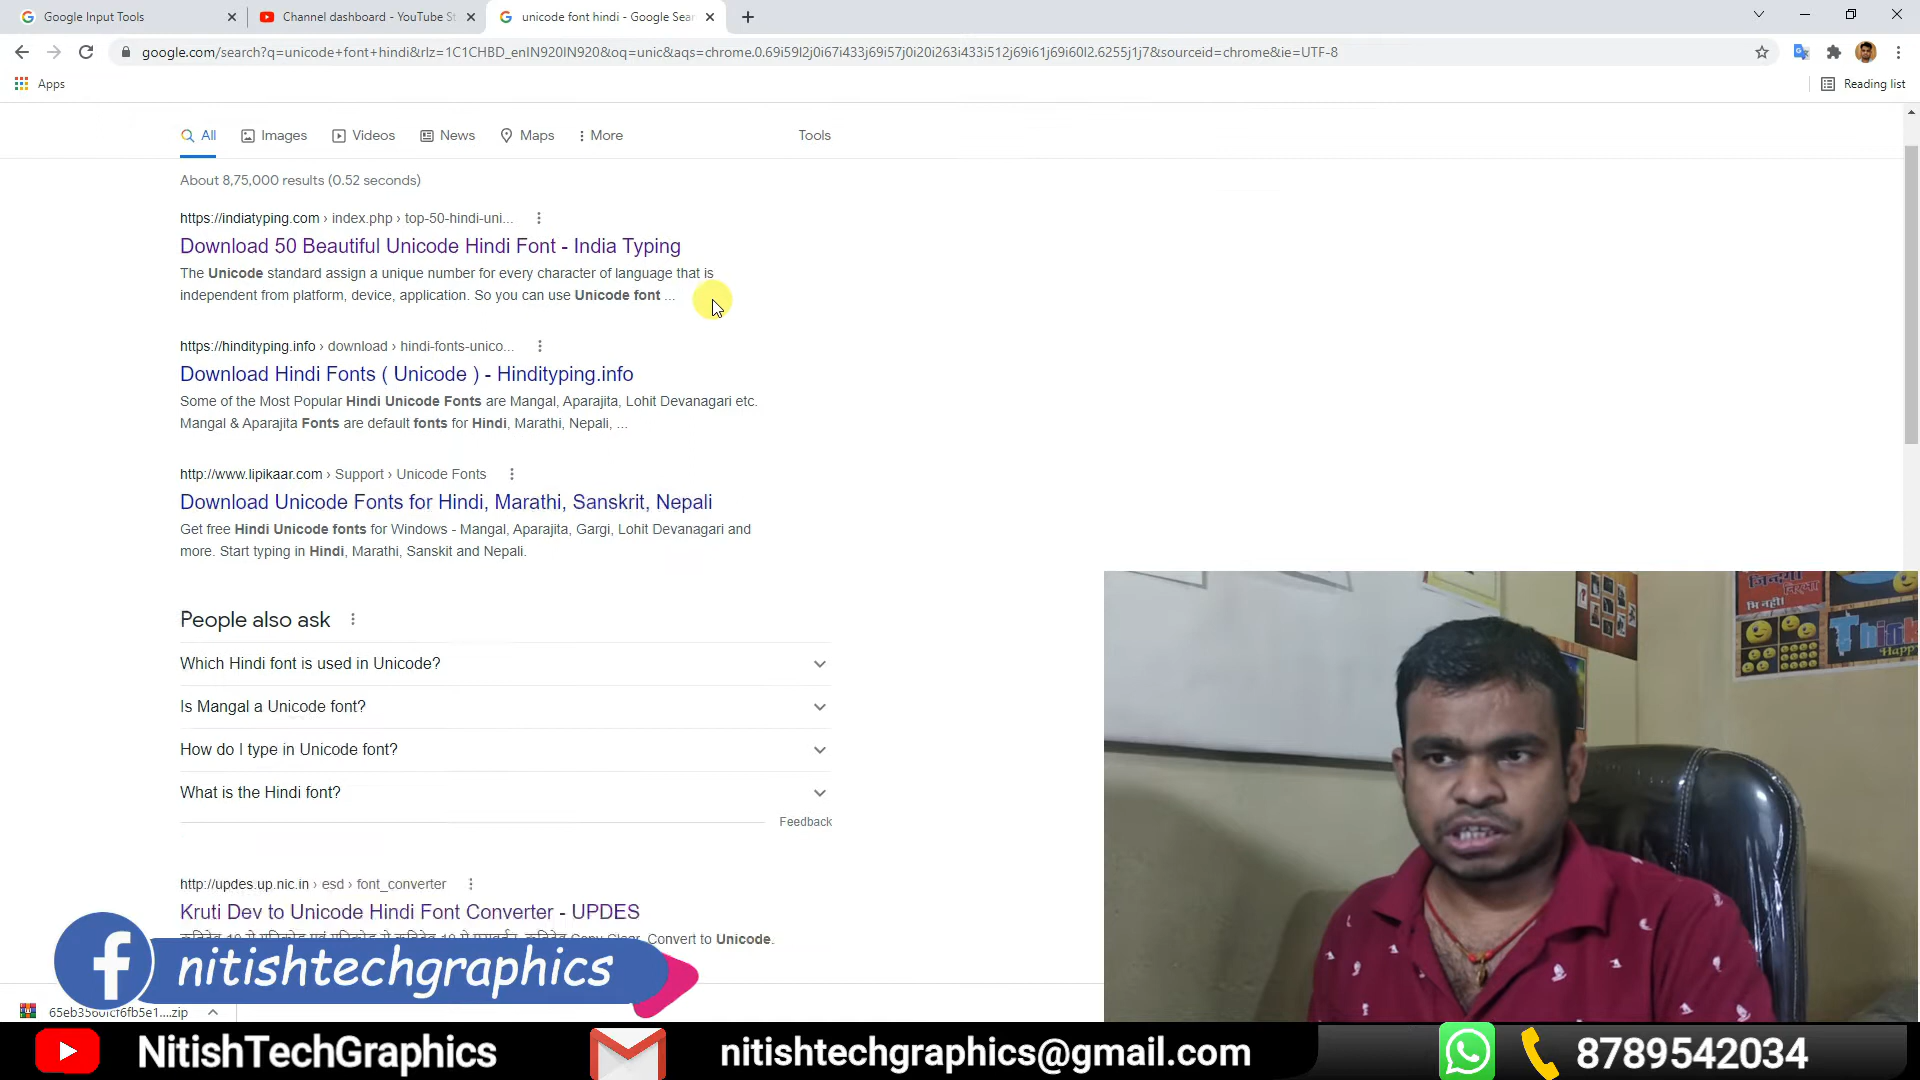 Google Input Tools
Channel dashboard - YouTube St
unicode font hindi - Google Sear
google.com/search?q=unicode+font+hindi&rlz=1C1CHBD_enIN920IN920&oq=unic&aqs=chrome.0.69i59l2j0i67i433j69i57j0i20i263i433i512j69i61j69i60l2.6255j1j7&sourceid=chrome&ie=UTF-8
Apps
Reading list
All Images Videos News Maps More Tools
About 8,75,000 results (0.52 seconds)
https://indiatyping.com › index.php › top-50-hindi-uni...
Download 50 Beautiful Unicode Hindi Font - India Typing
The Unicode standard assign a unique number for every character of language that is
independent from platform, device, application. So you can use Unicode font ...
https://hindityping.info › download › hindi-fonts-unico...
Download Hindi Fonts ( Unicode ) - Hindityping.info
Some of the Most Popular Hindi Unicode Fonts are Mangal, Aparajita, Lohit Devanagari etc.
Mangal & Aparajita Fonts are default fonts for Hindi, Marathi, Nepali, ...
http://www.lipikaar.com › Support › Unicode Fonts
Download Unicode Fonts for Hindi, Marathi, Sanskrit, Nepali
Get free Hindi Unicode fonts for Windows - Mangal, Aparajita, Gargi, Lohit Devanagari and
more. Start typing in Hindi, Marathi, Sanskit and Nepali.
People also ask
Which Hindi font is used in Unicode?
Is Mangal a Unicode font?
How do I type in Unicode font?
What is the Hindi font?
Feedback
http://updes.up.nic.in › esd › font_converter
Kruti Dev to Unicode Hindi Font Converter - UPDES
Copy Clear. Convert to Unicode.
nitishtechgraphics
.zip
Think
Happy
NitishTechGraphics
nitishtechgraphics@gmail.com
8789542034